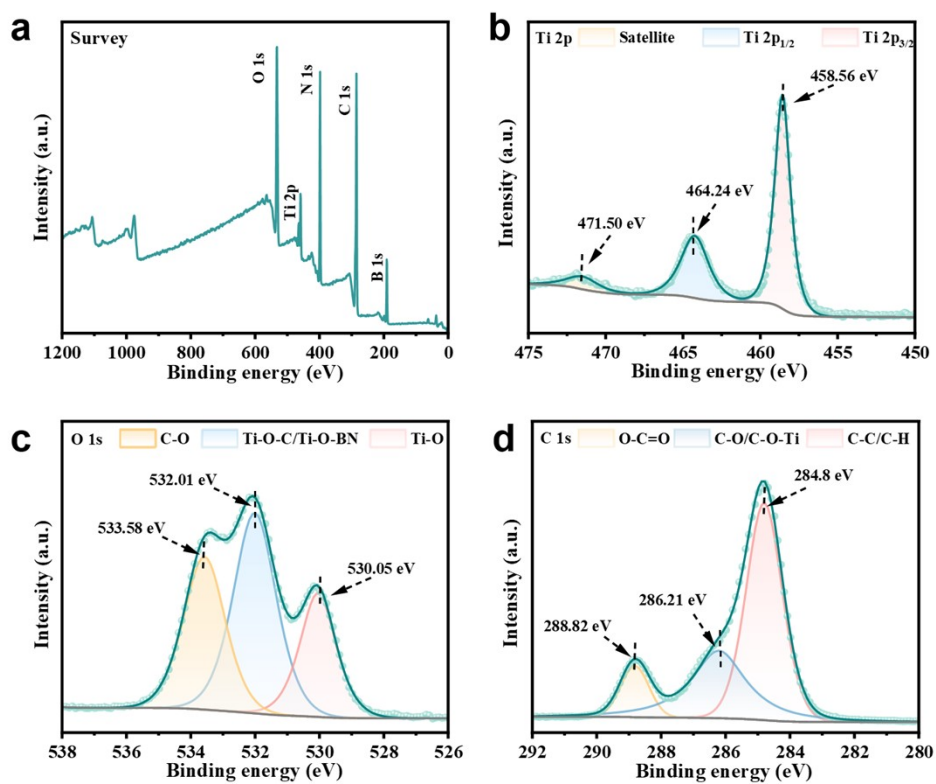 a
Survey
O 1s
Ti 2p
N 1s
C 1s
B 1s
Intensity (a.u.)
1200 1000 800 600 400 200 0
Binding energy (eV)
b
Ti 2p Satellite Ti 2p1/2 Ti 2p3/2
458.56 eV
464.24 eV
471.50 eV
Intensity (a.u.)
475 470 465 460 455 450
Binding energy (eV)
c
O 1s C-O Ti-O-C/Ti-O-BN Ti-O
532.01 eV
533.58 eV
530.05 eV
Intensity (a.u.)
538 536 534 532 530 528 526
Binding energy (eV)
d
C 1s O-C=O C-O/C-O-Ti C-C/C-H
284.8 eV
286.21 eV
288.82 eV
Intensity (a.u.)
292 290 288 286 284 282 280
Binding energy (eV)